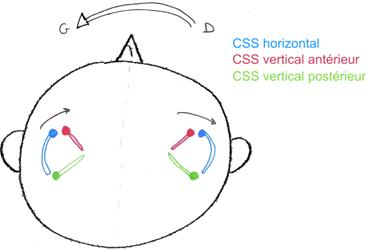 G D
CSS horizontal
CSS vertical antérieur
CSS vertical postérieur